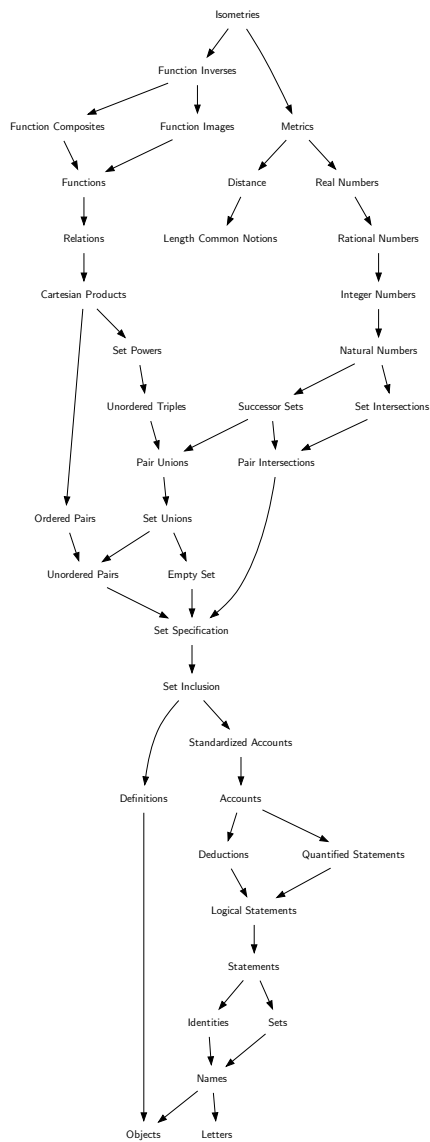 Isometries
Function Inverses
Function Composites
Function Images
Metrics
Functions
Distance
Real Numbers
Relations
Length Common Notions
Rational Numbers
Cartesian Products
Integer Numbers
Set Powers
Natural Numbers
Unordered Triples
Successor Sets
Set Intersections
Pair Unions
Pair Intersections
Ordered Pairs
Set Unions
Unordered Pairs
Empty Set
Set Specification
Set Inclusion
Standardized Accounts
Definitions
Accounts
Deductions
Quantified Statements
Logical Statements
Statements
Identities
Sets
Names
Objects
Letters